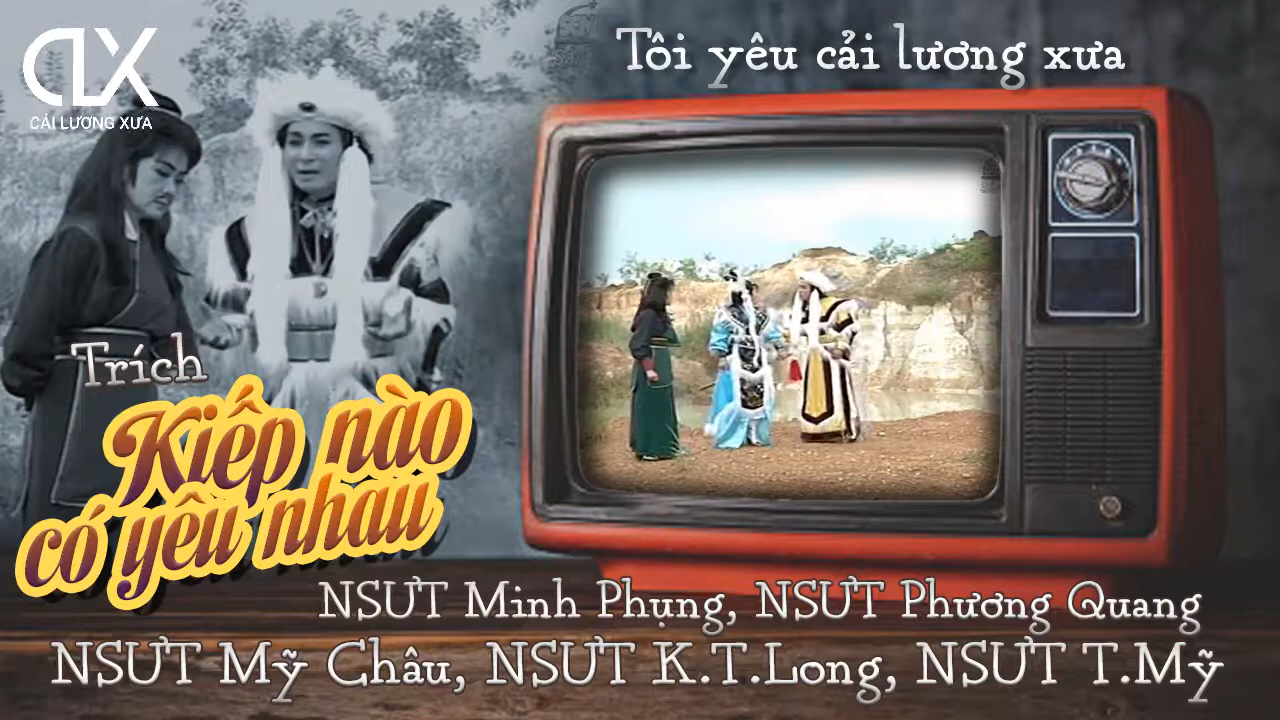 CLX
CẢI LƯƠNG XƯA
Tôi yêu cải lương xưa
Trích
Kiếp nào
có yêu nhau
NSƯT Minh Phụng, NSƯT Phương Quang
NSƯT Mỹ Châu, NSƯT K.T.Long, NSƯT T.Mỹ